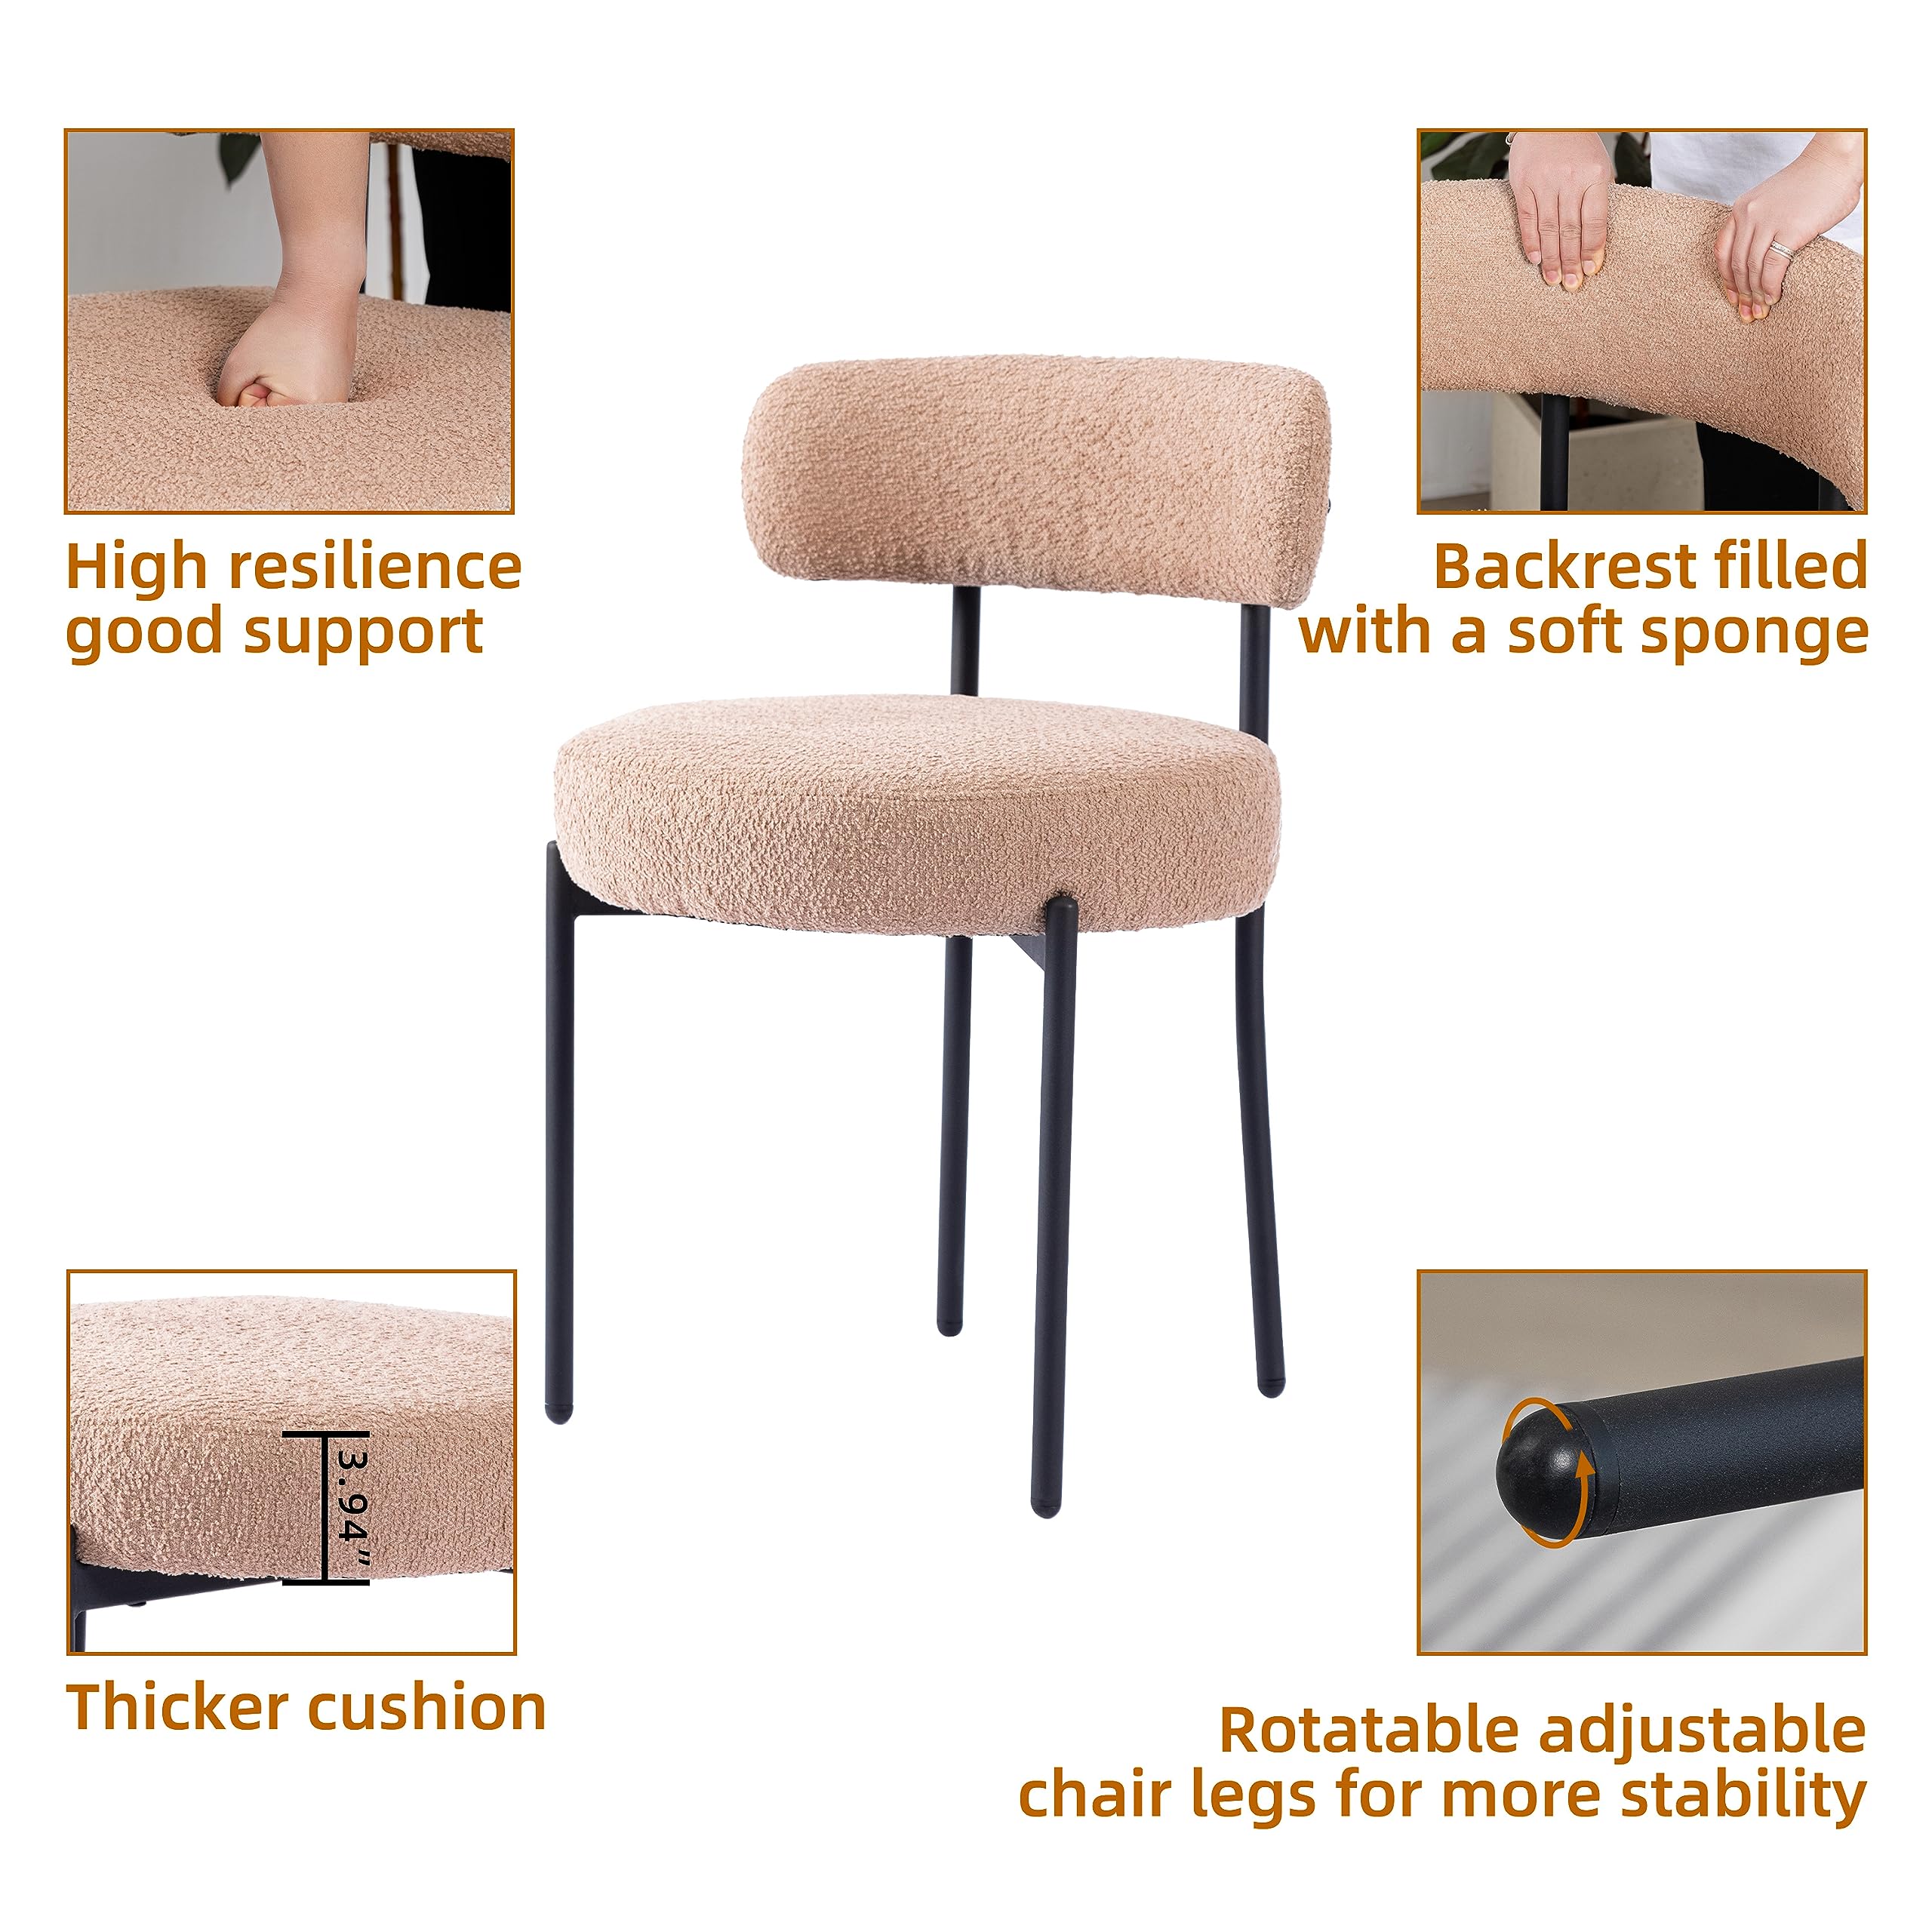 High resilience
good support
Backrest filled
with a soft sponge
3.94"
Thicker cushion
Rotatable adjustable
chair legs for more stability